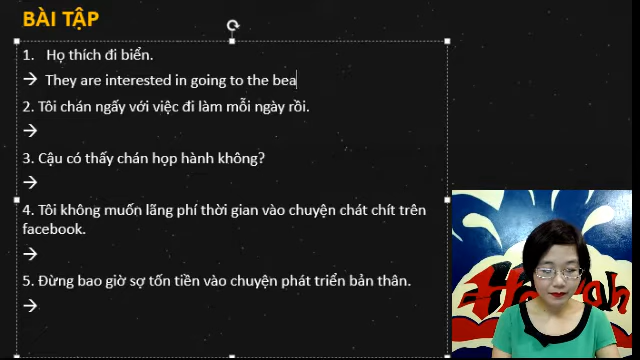 BÀI TẬP
1. Họ thích đi biển.
→ They are interested in going to the bea
2. Tôi chán ngấy với việc đi làm mỗi ngày rồi.
→
3. Cậu có thấy chán họp hành không?
→
4. Tôi không muốn lãng phí thời gian vào chuyện chát chít trên
facebook.
→
5. Đừng bao giờ sợ tốn tiền vào chuyện phát triển bản thân.
→